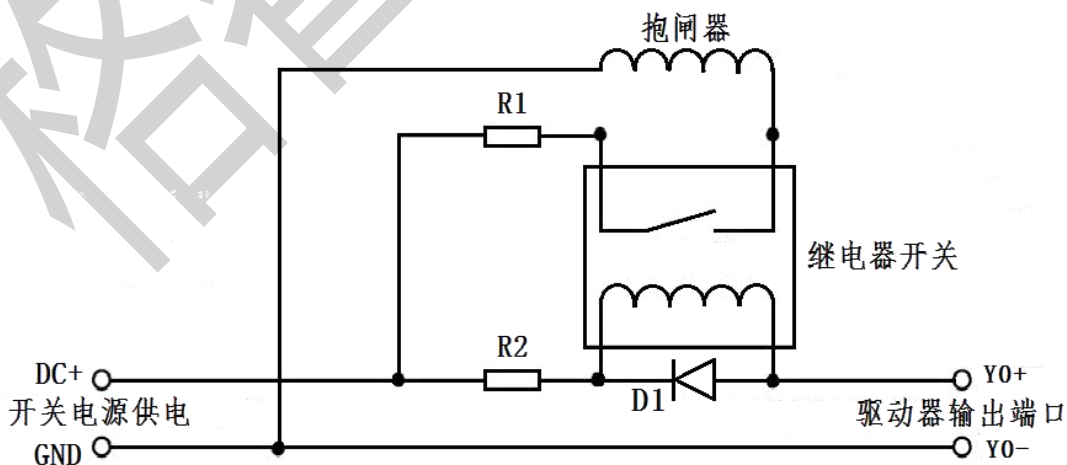 抱闸器
R1
继电器开关
R2
DC+
D1
Y0+
开关电源供电
驱动器输出端口
GND
Y0-